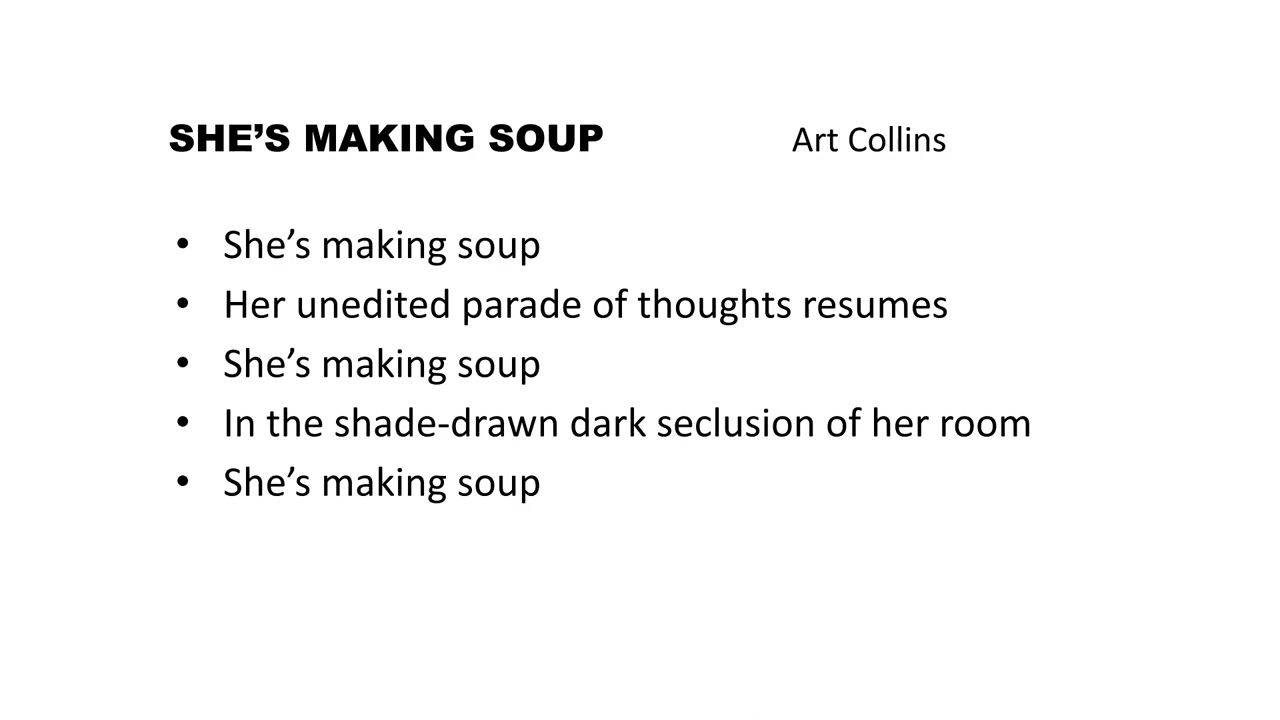 SHE’S MAKING SOUP Art Collins
• She’s making soup
• Her unedited parade of thoughts resumes
• She’s making soup
• In the shade-drawn dark seclusion of her room
• She’s making soup